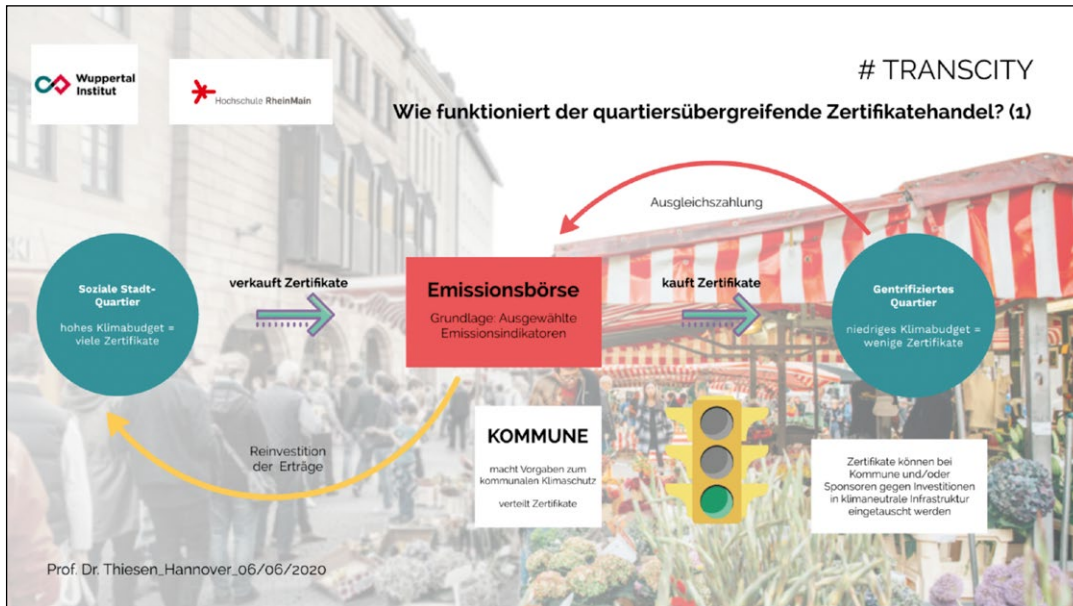 Wuppertal
Institut
Hochschule RheinMain
# TRANSCITY
Wie funktioniert der quartiersübergreifende Zertifikatehandel? (1)
Ausgleichszahlung
Soziale Stadt-
Quartier
hohes Klimabudget =
viele Zertifikate
verkauft Zertifikate
Emissionsbörse
Grundlage: Ausgewählte
Emissionsindikatoren
kauft Zertifikate
Gentrifiziertes
Quartier
niedriges Klimabudget =
wenige Zertifikate
Reinvestition
der Erträge
KOMMUNE
macht Vorgaben zum
kommunalen Klimaschutz
verteilt Zertifikate
Zertifikate können bei
Kommune und/oder
Sponsoren gegen Investitionen
in klimaneutrale Infrastruktur
eingetauscht werden
Prof. Dr. Thiesen_Hannover_06/06/2020